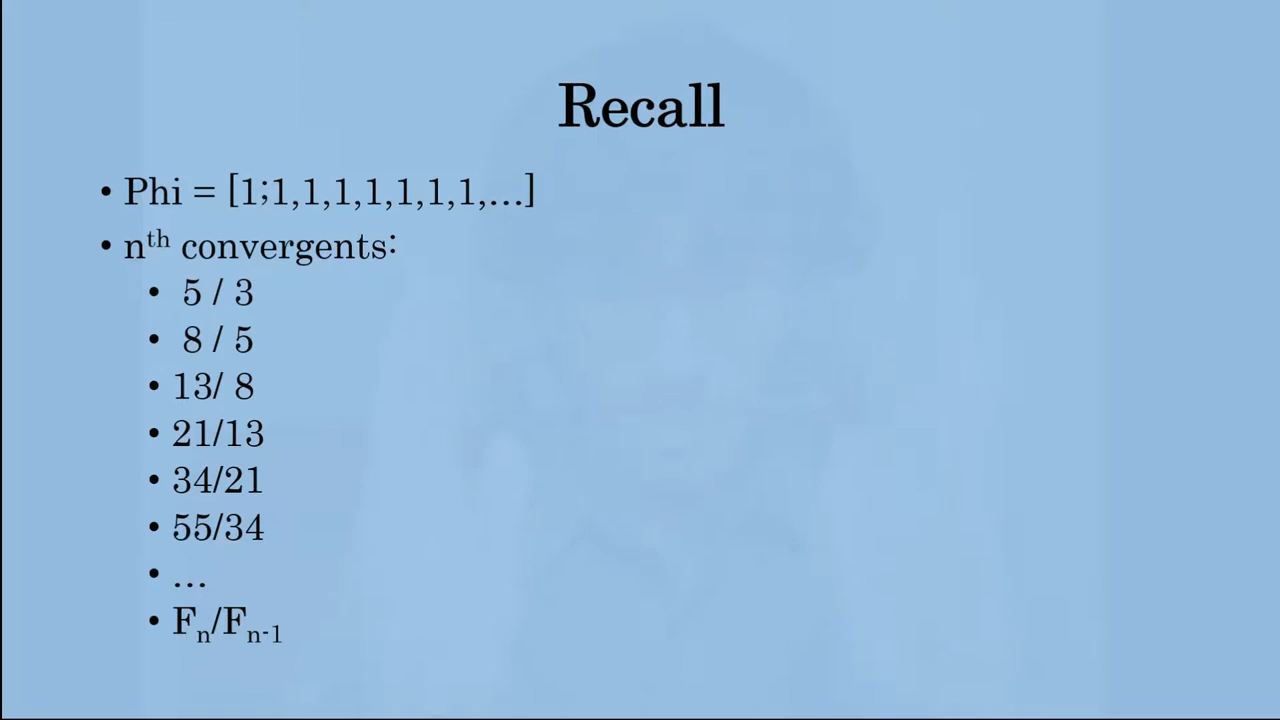 Recall
• Phi = [1;1,1,1,1,1,1,1,…]
• nᵗʰ convergents:
• 5 / 3
• 8 / 5
• 13/ 8
• 21/13
• 34/21
• 55/34
• …
• Fₙ/Fₙ₋₁